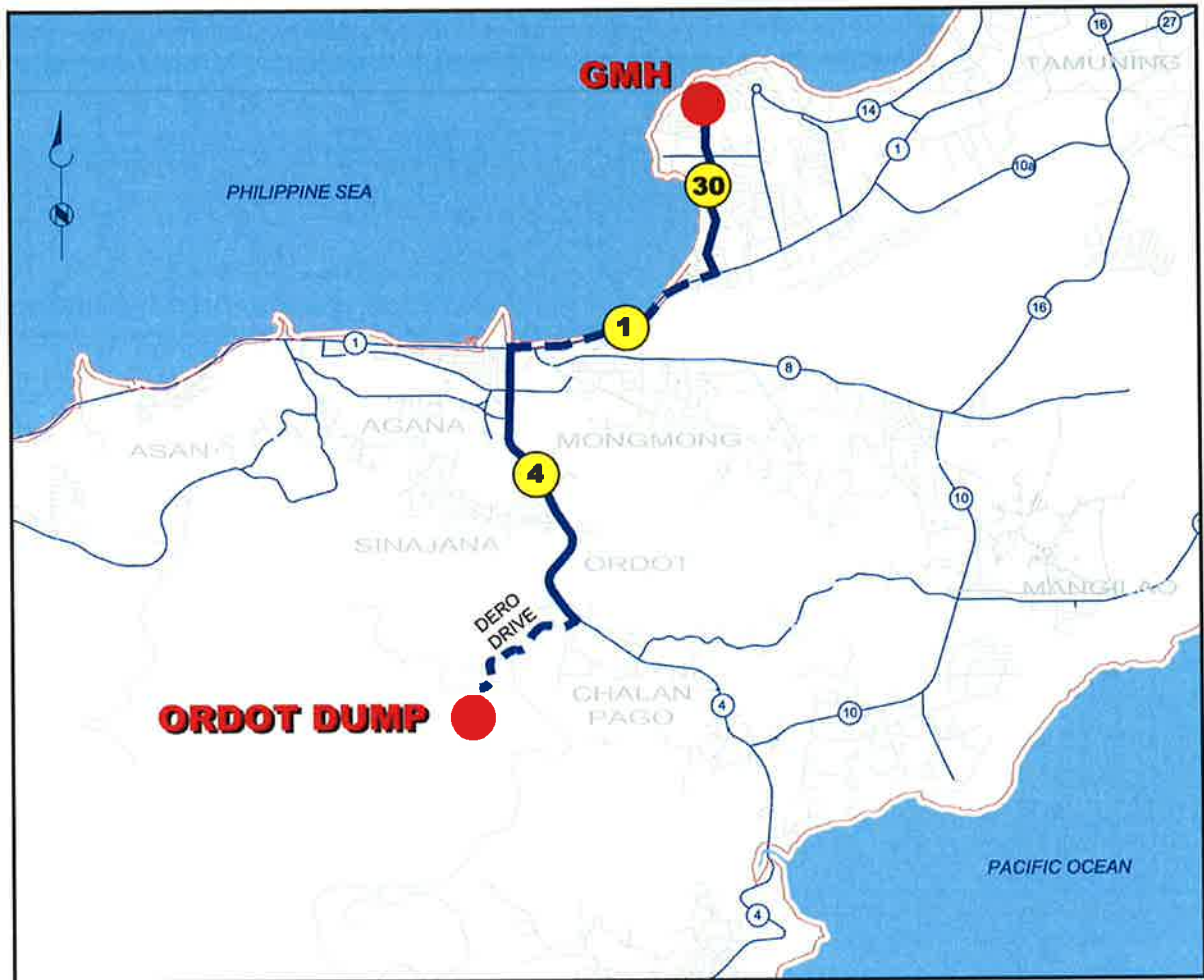 16
27
TAMUNING
GMH
14
1
10a
30
PHILIPPINE SEA
16
1
1
8
AGANA
MONGMONG
ASAN
4
10
SINAJANA
ORDOT
MANGILAO
DERO
DRIVE
CHALAN
PAGO
ORDOT DUMP
4
10
PACIFIC OCEAN
4